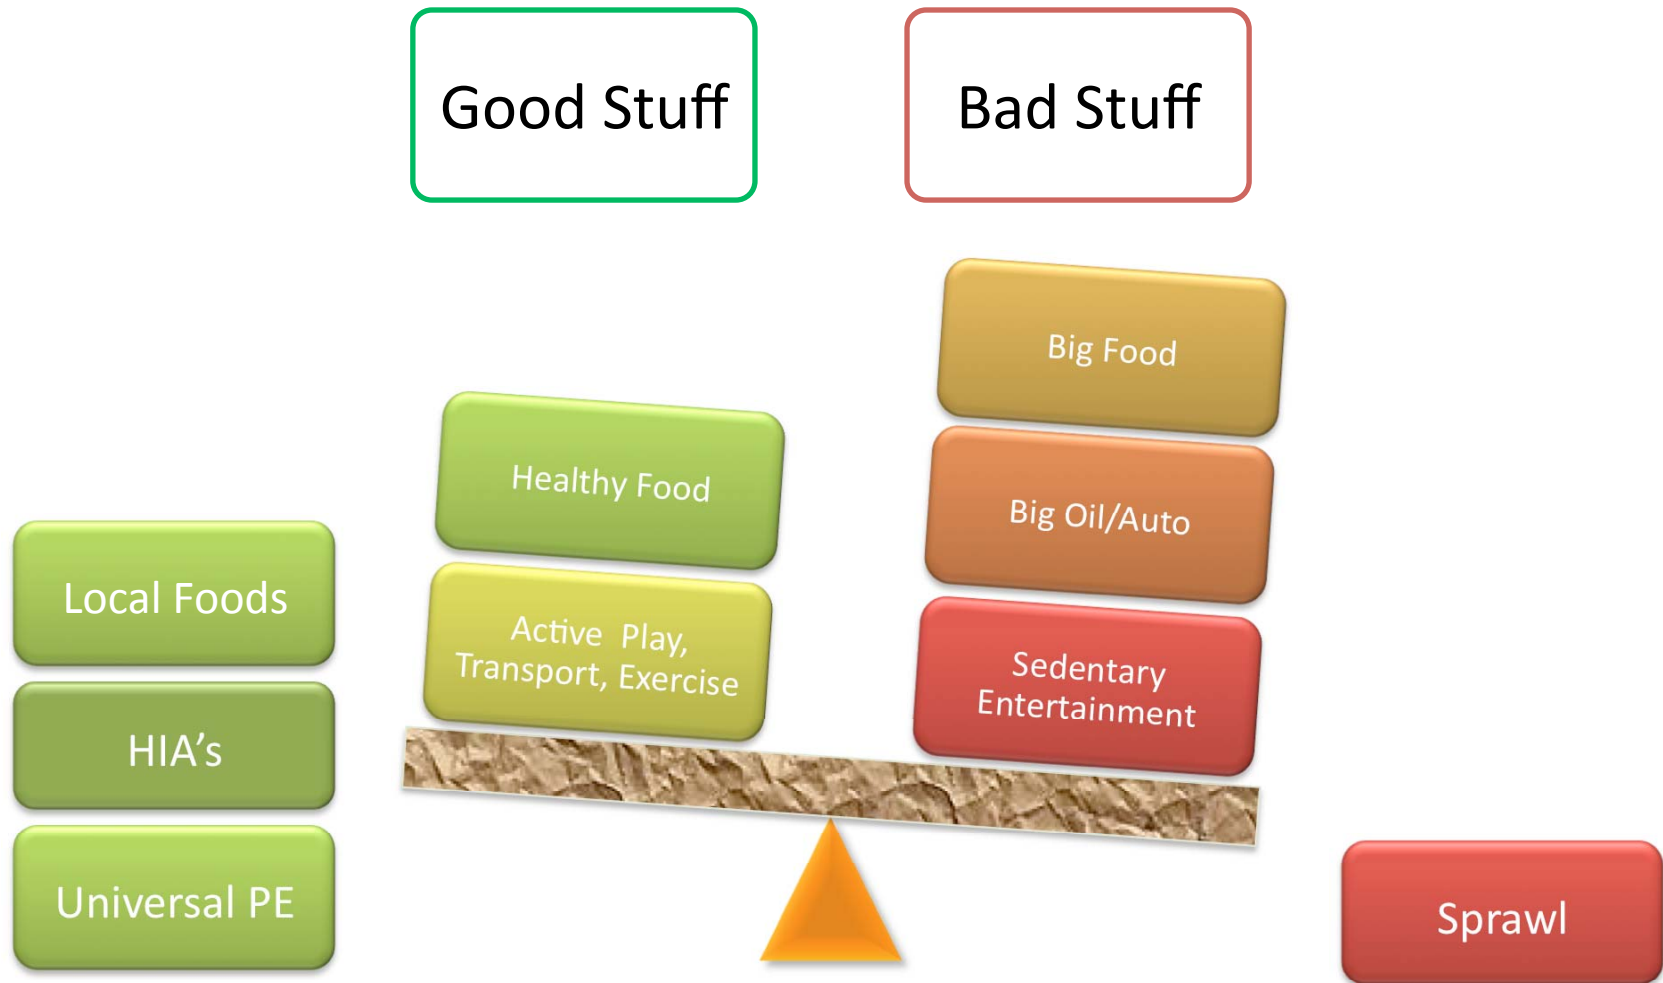 Good Stuff
Bad Stuff
Big Food
Healthy Food
Big Oil/Auto
Local Foods
Active Play,
Transport, Exercise
Sedentary
Entertainment
HIA’s
Universal PE
Sprawl